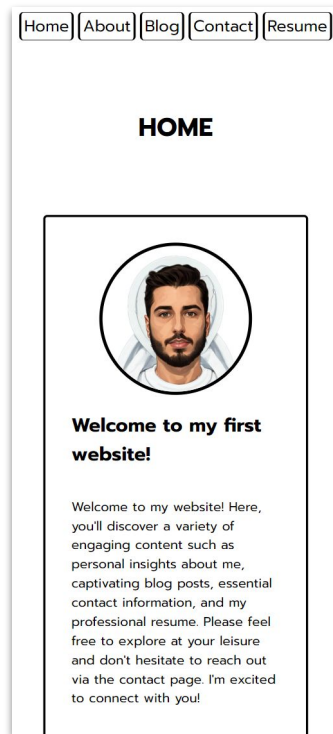 Home About Blog Contact Resume
HOME
Welcome to my first
website!
Welcome to my website! Here,
you'll discover a variety of
engaging content such as
personal insights about me,
captivating blog posts, essential
contact information, and my
professional resume. Please feel
free to explore at your leisure
and don't hesitate to reach out
via the contact page. I'm excited
to connect with you!